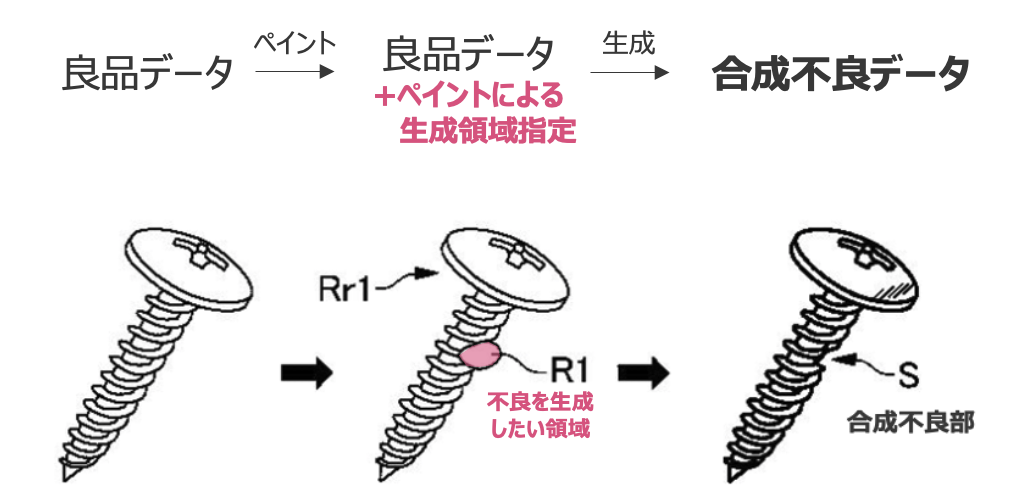 良品データ
ペイント
良品データ
+ペイントによる
生成領域指定
生成
合成不良データ
Rr1
R1
不良を生成
したい領域
S
合成不良部